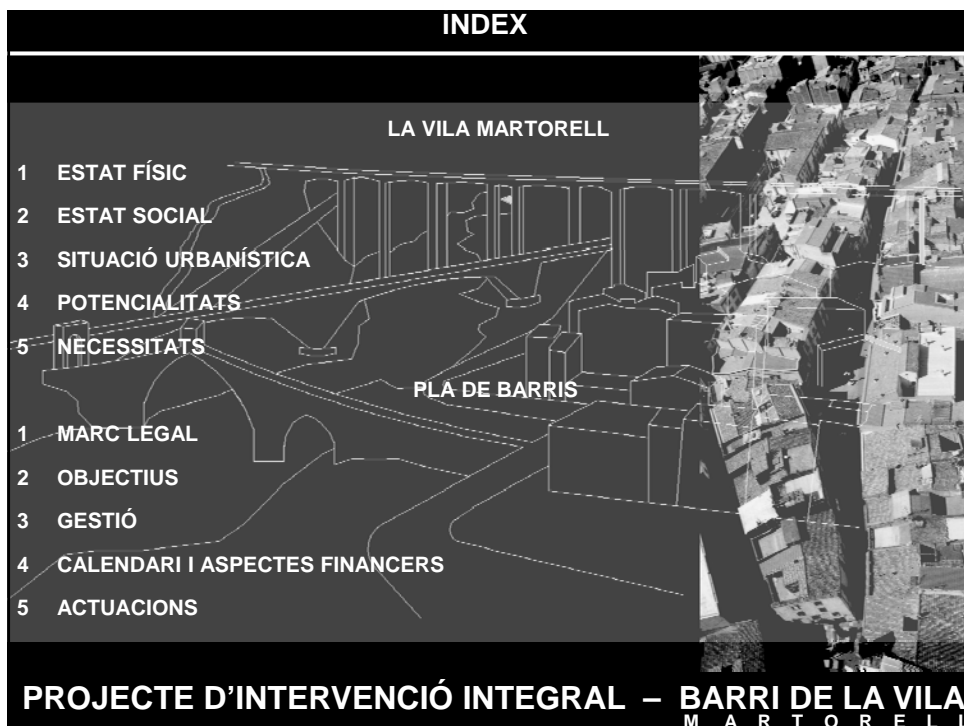 INDEX
LA VILA MARTORELL
1 ESTAT FÍSIC
2 ESTAT SOCIAL
3 SITUACIÓ URBANÍSTICA
4 POTENCIALITATS
5 NECESSITATS
PLA DE BARRIS
1 MARC LEGAL
2 OBJECTIUS
3 GESTIÓ
4 CALENDARI I ASPECTES FINANCERS
5 ACTUACIONS
PROJECTE D’INTERVENCIÓ INTEGRAL – BARRI DE LA VILA
M A R T O R E L L